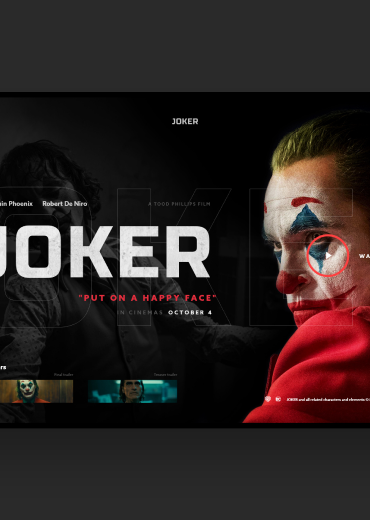 JOKER
in Phoenix Robert De Niro
A TODD PHILLIPS FILM
JOKER
"PUT ON A HAPPY FACE"
IN CINEMAS OCTOBER 4
WA
rs
JOKER and all related characters and elements ©